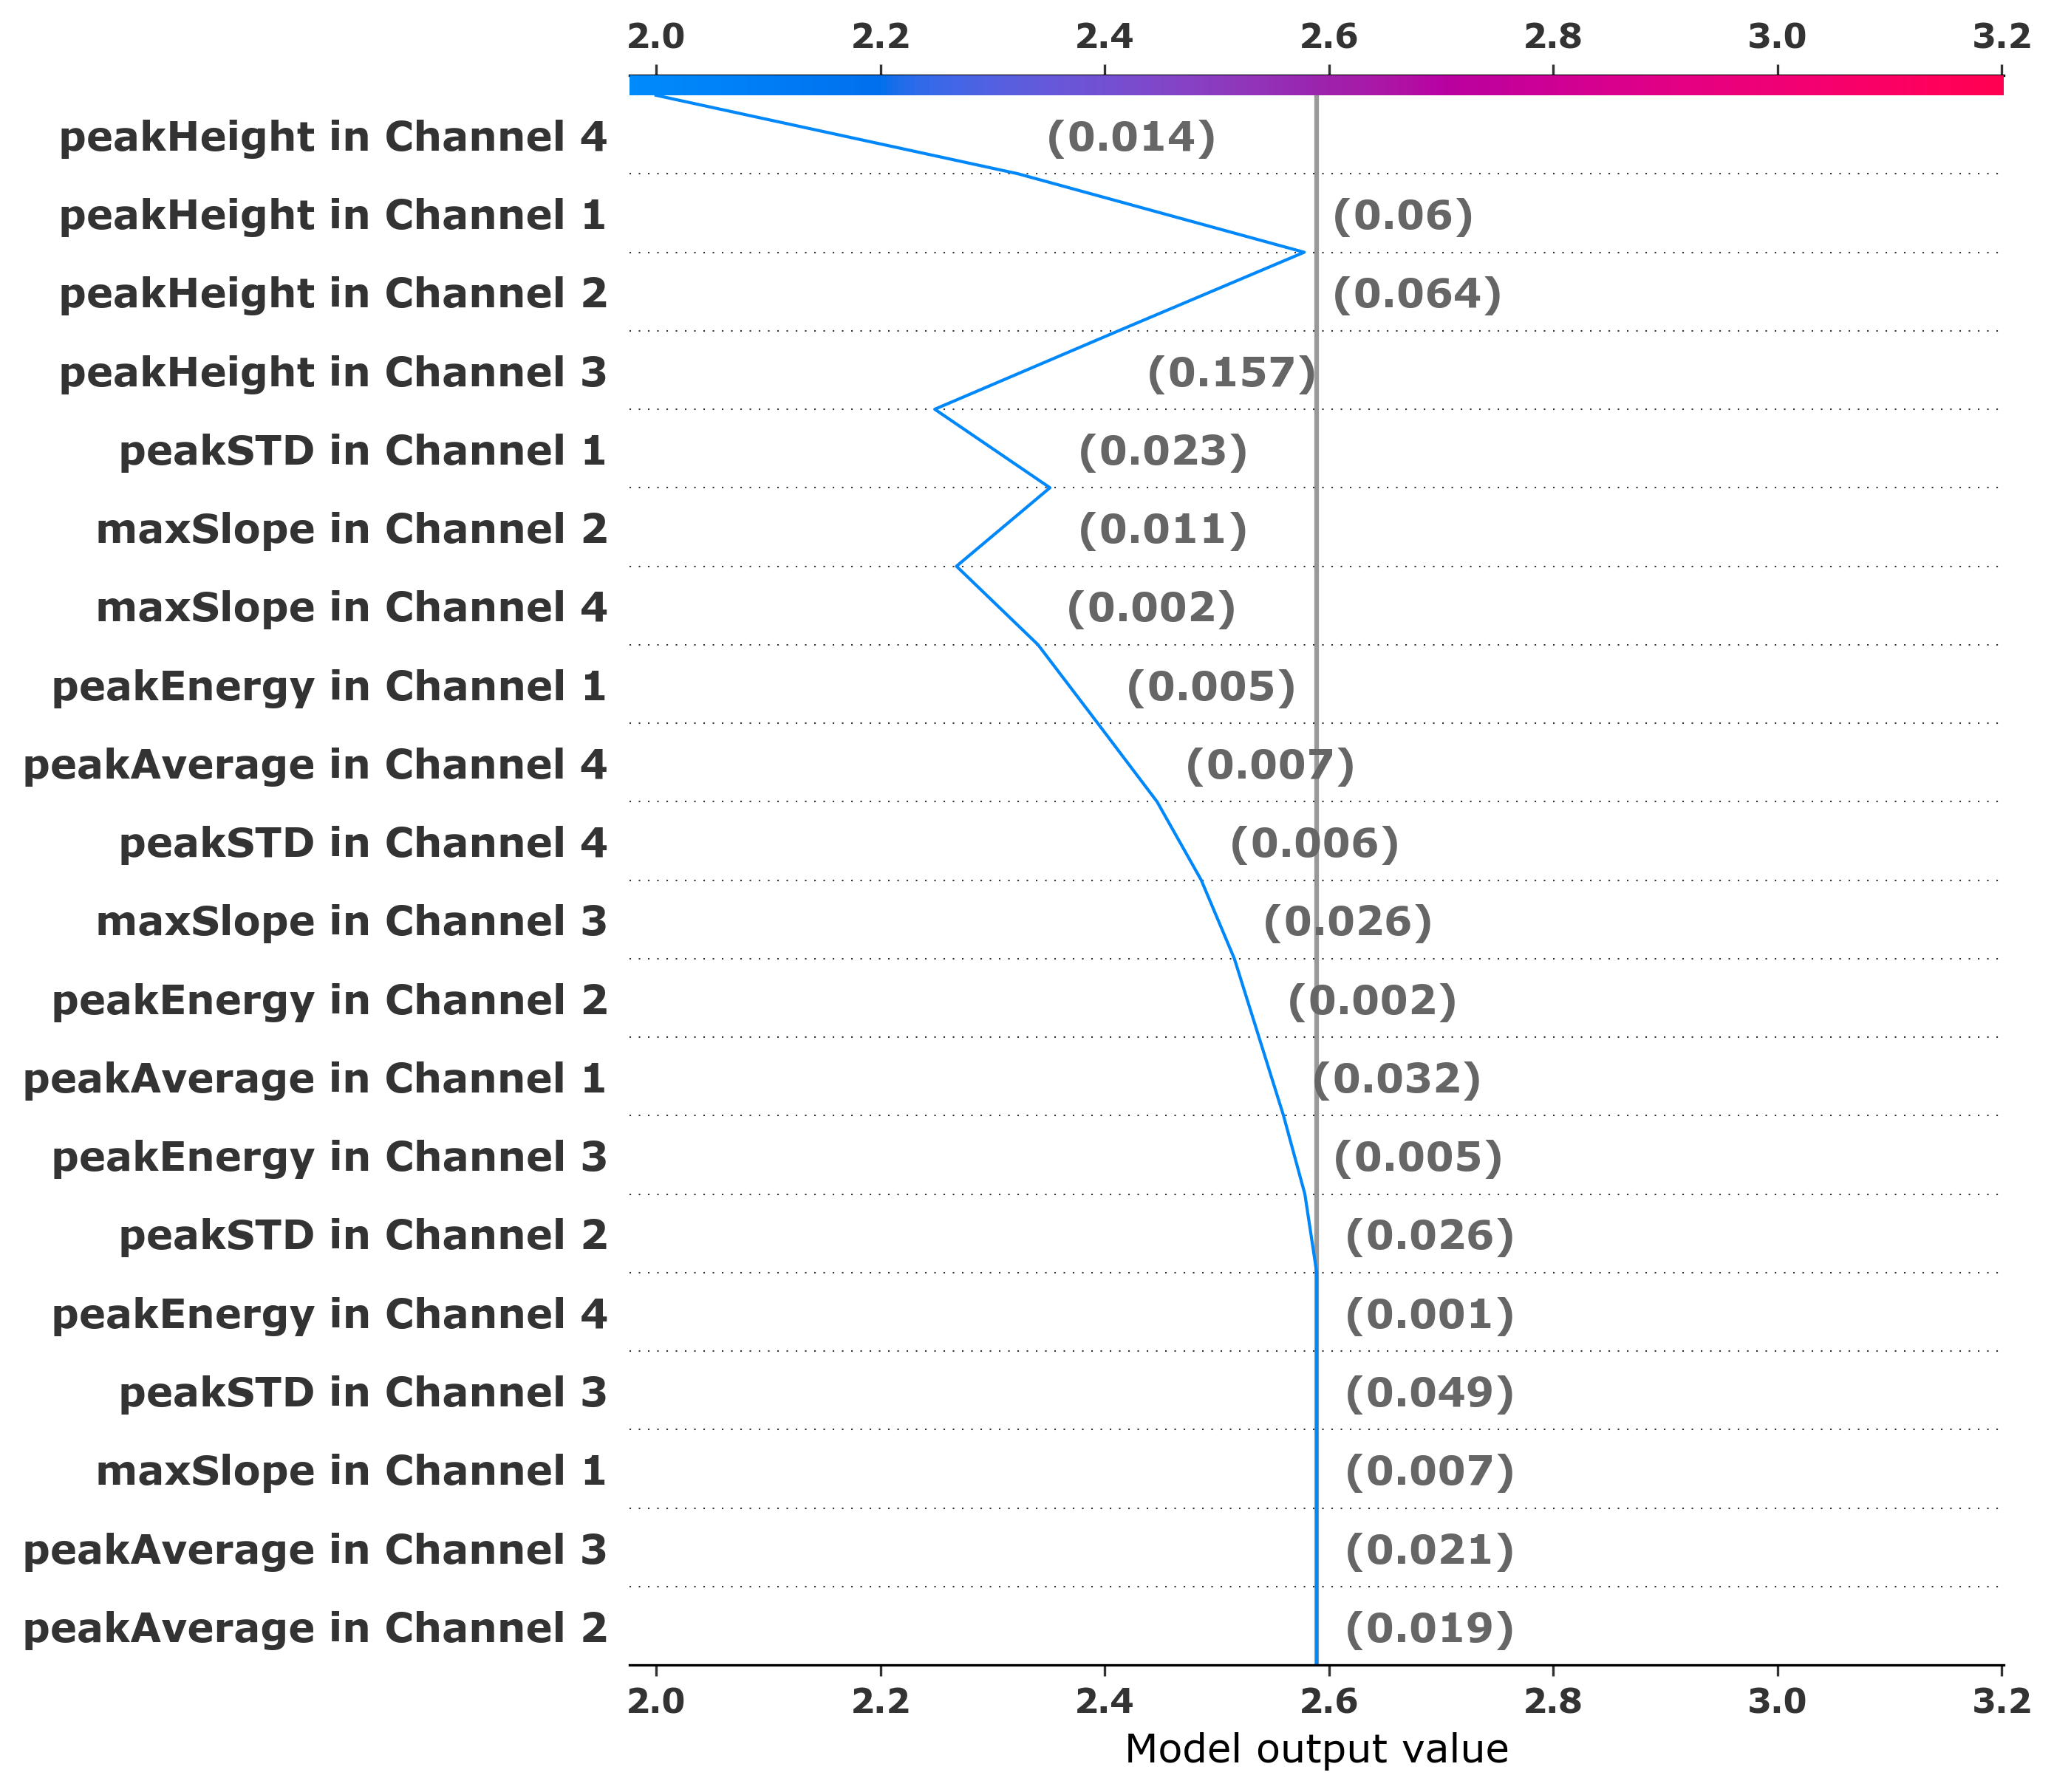 2.0 2.2 2.4 2.6 2.8 3.0 3.2
peakHeight in Channel 4 (0.014)
peakHeight in Channel 1 (0.06)
peakHeight in Channel 2 (0.064)
peakHeight in Channel 3 (0.157)
peakSTD in Channel 1 (0.023)
maxSlope in Channel 2 (0.011)
maxSlope in Channel 4 (0.002)
peakEnergy in Channel 1 (0.005)
peakAverage in Channel 4 (0.007)
peakSTD in Channel 4 (0.006)
maxSlope in Channel 3 (0.026)
peakEnergy in Channel 2 (0.002)
peakAverage in Channel 1 (0.032)
peakEnergy in Channel 3 (0.005)
peakSTD in Channel 2 (0.026)
peakEnergy in Channel 4 (0.001)
peakSTD in Channel 3 (0.049)
maxSlope in Channel 1 (0.007)
peakAverage in Channel 3 (0.021)
peakAverage in Channel 2 (0.019)
2.0 2.2 2.4 2.6 2.8 3.0 3.2
Model output value